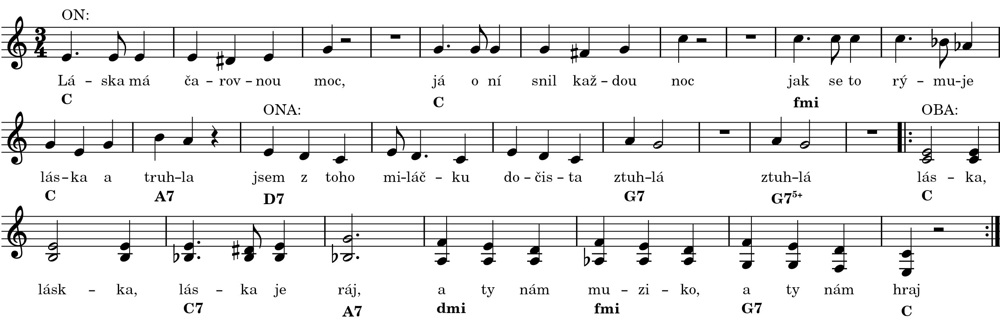 ON:
3
4
Lá - ska má ča - rov - nou moc, já o ní snil kaž - dou noc jak se to rý - mu-je
C C fmi
ONA: OBA:
lás-ka a truh-la jsem z toho mi-láč - ku do - čis - ta ztuh-lá ztuh-lá lás - ka,
C A7 D7 G7 G7⁵⁺ C
lásk - ka, lás - ka je ráj, a ty nám mu - zi - ko, a ty nám hraj
C7 A7 dmi fmi G7 C